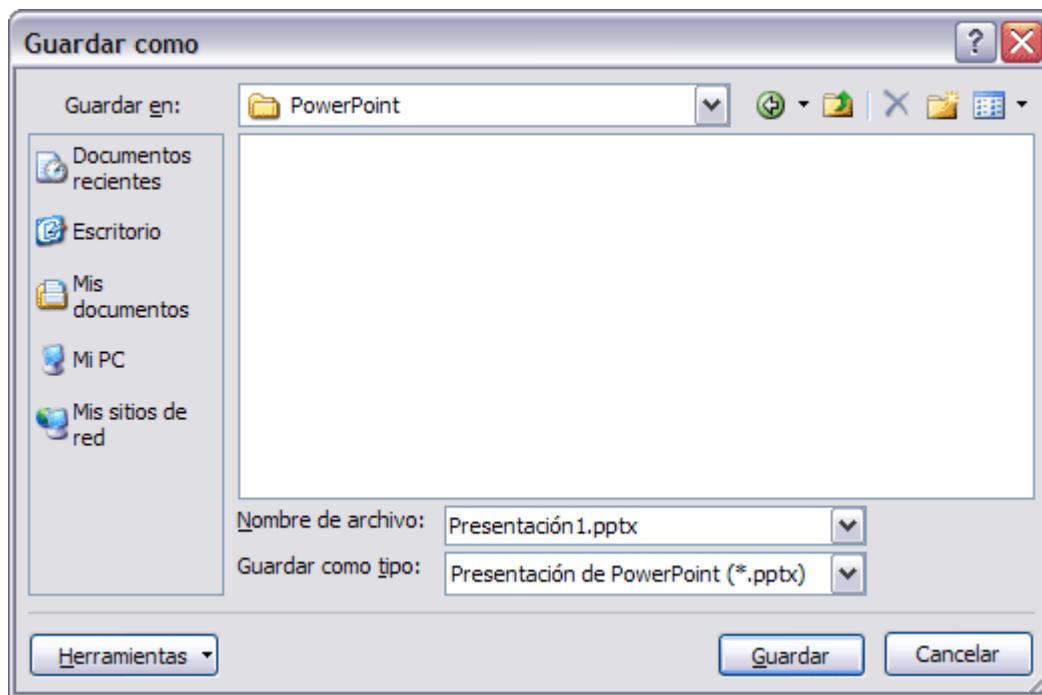 Guardar como
Guardar en:
PowerPoint
Documentos
recientes
Escritorio
Mis
documentos
Mi PC
Mis sitios de
red
Nombre de archivo:
Presentación1.pptx
Guardar como tipo:
Presentación de PowerPoint (*.pptx)
Herramientas
Guardar
Cancelar